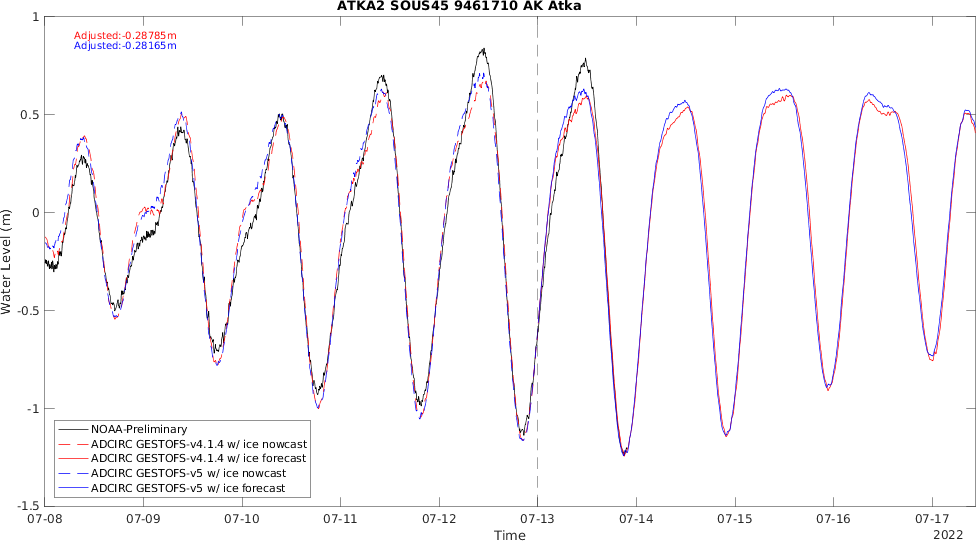 ATKA2 SOUS45 9461710 AK Atka
Adjusted:-0.28785m
Adjusted:-0.28165m
1
0.5
0
-0.5
-1
-1.5
Water Level (m)
NOAA-Preliminary
ADCIRC GESTOFS-v4.1.4 w/ ice nowcast
ADCIRC GESTOFS-v4.1.4 w/ ice forecast
ADCIRC GESTOFS-v5 w/ ice nowcast
ADCIRC GESTOFS-v5 w/ ice forecast
07-08 07-09 07-10 07-11 07-12 07-13 07-14 07-15 07-16 07-17
Time
2022